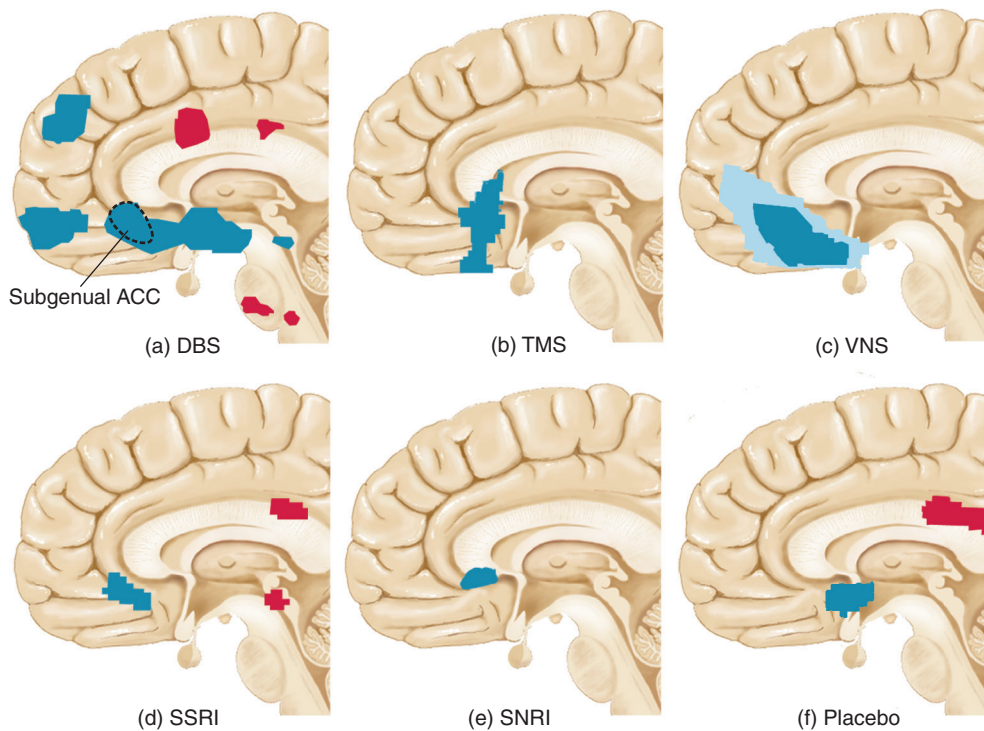 Subgenual ACC
(a) DBS
(b) TMS
(c) VNS
(d) SSRI
(e) SNRI
(f) Placebo